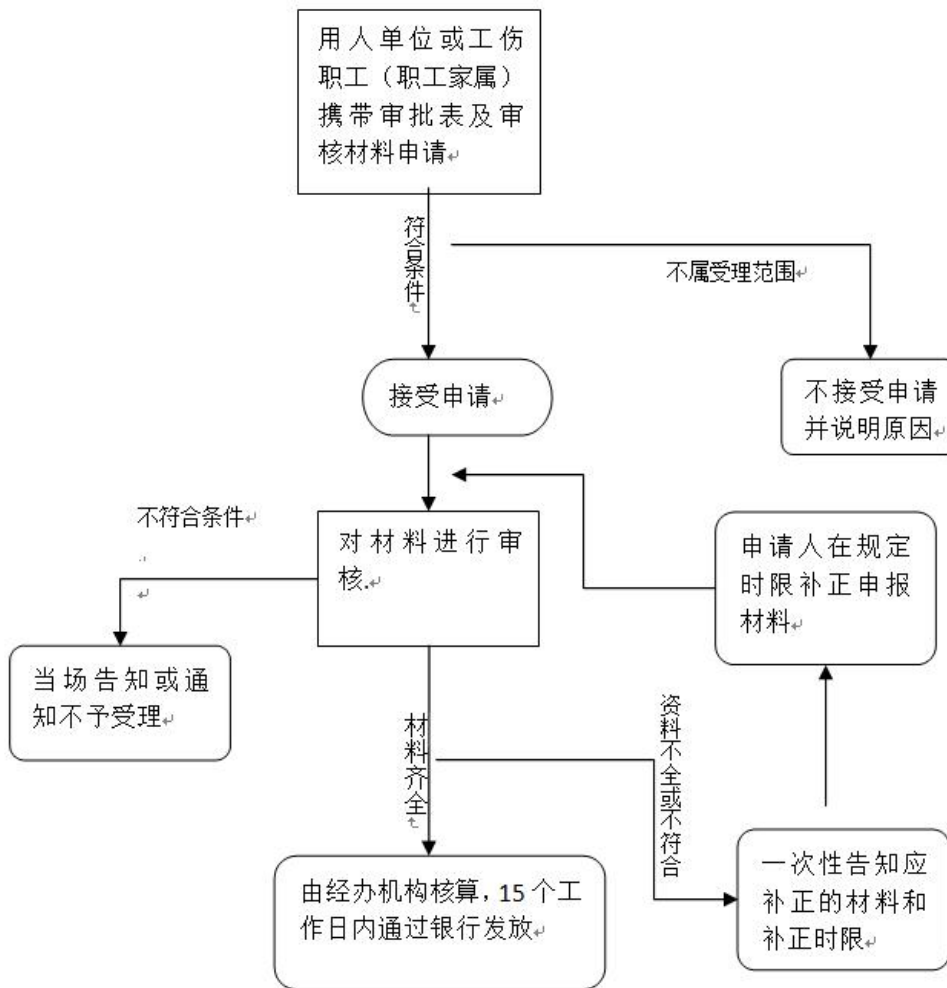 用人单位或工伤
职工（职工家属）
携带审批表及审
核材料申请
符合条件
不属受理范围
接受申请
不接受申请
并说明原因
不符合条件
对材料进行审
核.
申请人在规定
时限补正申报
材料
当场告知或通
知不予受理
材料齐全
资料不全或不符合
由经办机构核算，15 个工
作日内通过银行发放
一次性告知应
补正的材料和
补正时限